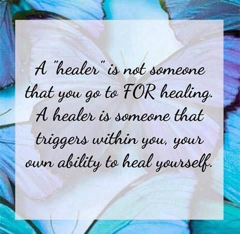 A "healer" is not someone
that you go to FOR healing.
A healer is someone that
triggers within you, your
own ability to heal yourself.